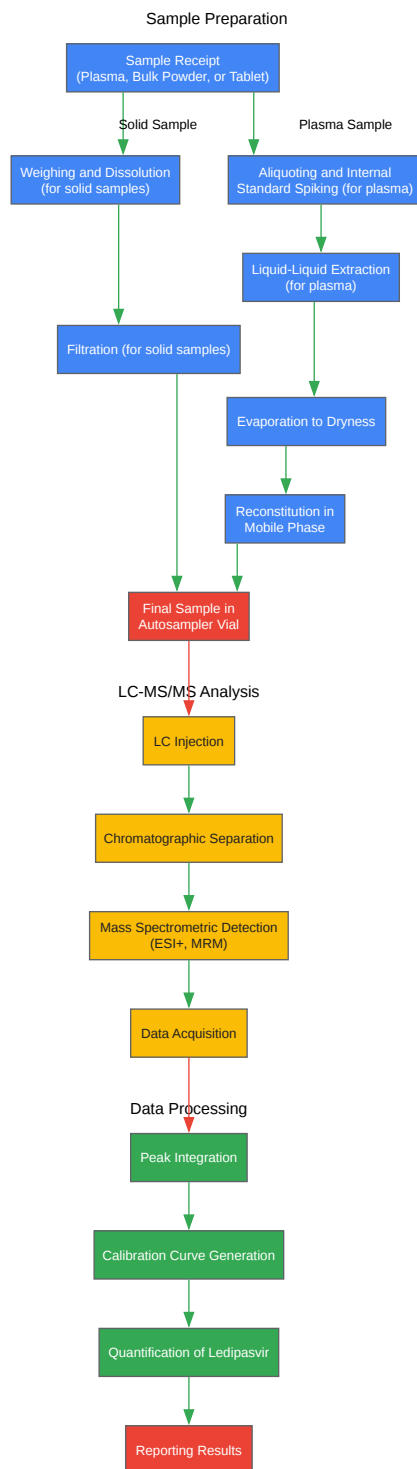 Sample Preparation
Sample Receipt
(Plasma, Bulk Powder, or Tablet)
Solid Sample
Plasma Sample
Weighing and Dissolution
(for solid samples)
Aliquoting and Internal
Standard Spiking (for plasma)
Liquid-Liquid Extraction
(for plasma)
Filtration (for solid samples)
Evaporation to Dryness
Reconstitution in
Mobile Phase
Final Sample in
Autosampler Vial
LC-MS/MS Analysis
LC Injection
Chromatographic Separation
Mass Spectrometric Detection
(ESI+, MRM)
Data Acquisition
Data Processing
Peak Integration
Calibration Curve Generation
Quantification of Ledipasvir
Reporting Results